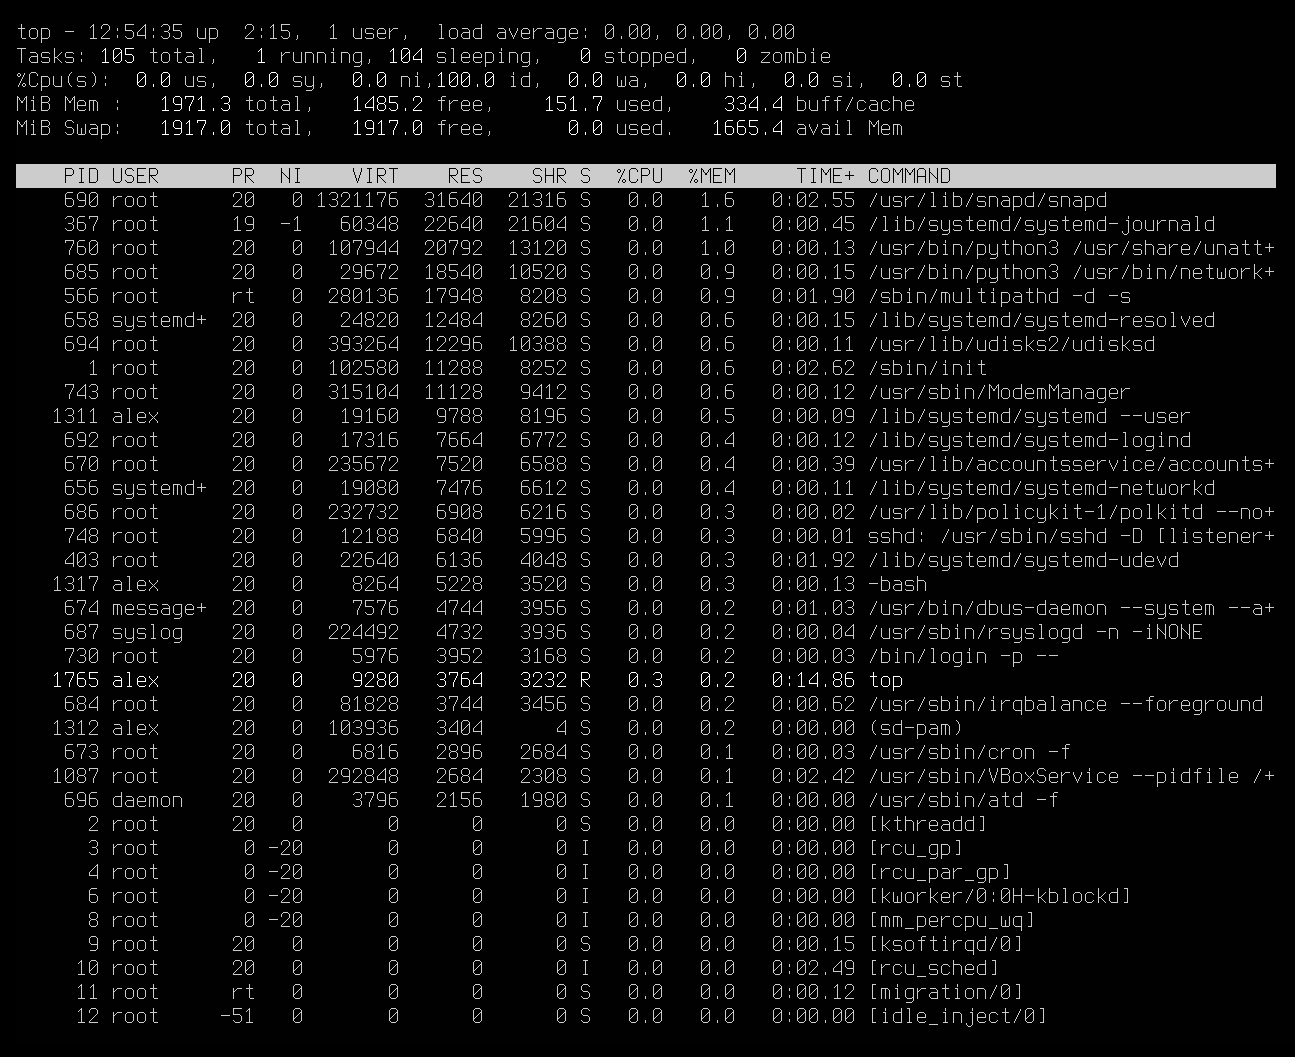 top - 12:54:35 up  2:15,  1 user,  load average: 0.00, 0.00, 0.00
Tasks: 105 total,   1 running, 104 sleeping,   0 stopped,   0 zombie
%Cpu(s):  0.0 us,  0.0 sy,  0.0 ni,100.0 id,  0.0 wa,  0.0 hi,  0.0 si,  0.0 st
MiB Mem :   1971.3 total,   1485.2 free,    151.7 used,    334.4 buff/cache
MiB Swap:   1917.0 total,   1917.0 free,      0.0 used.   1665.4 avail Mem
PID USER      PR  NI    VIRT    RES    SHR S  %CPU  %MEM     TIME+ COMMAND
690 root      20   0 1321176  31640  21316 S   0.0   1.6   0:02.55 /usr/lib/snapd/snapd
367 root      19  -1   60348  22640  21604 S   0.0   1.1   0:00.45 /lib/systemd/systemd-journald
760 root      20   0  107944  20792  13120 S   0.0   1.0   0:00.13 /usr/bin/python3 /usr/share/unatt+
685 root      20   0   29672  18540  10520 S   0.0   0.9   0:00.15 /usr/bin/python3 /usr/bin/network+
566 root      rt   0  280136  17948   8208 S   0.0   0.9   0:01.90 /sbin/multipathd -d -s
658 systemd+  20   0   24820  12484   8260 S   0.0   0.6   0:00.15 /lib/systemd/systemd-resolved
694 root      20   0  393264  12296  10388 S   0.0   0.6   0:00.11 /usr/lib/udisks2/udisksd
1 root      20   0  102580  11288   8252 S   0.0   0.6   0:02.62 /sbin/init
743 root      20   0  315104  11128   9412 S   0.0   0.6   0:00.12 /usr/sbin/ModemManager
1311 alex      20   0   19160   9788   8196 S   0.0   0.5   0:00.09 /lib/systemd/systemd --user
692 root      20   0   17316   7664   6772 S   0.0   0.4   0:00.12 /lib/systemd/systemd-logind
670 root      20   0  235672   7520   6588 S   0.0   0.4   0:00.39 /usr/lib/accountsservice/accounts+
656 systemd+  20   0   19080   7476   6612 S   0.0   0.4   0:00.11 /lib/systemd/systemd-networkd
686 root      20   0  232732   6908   6216 S   0.0   0.3   0:00.02 /usr/lib/policykit-1/polkitd --no+
748 root      20   0   12188   6840   5996 S   0.0   0.3   0:00.01 sshd: /usr/sbin/sshd -D [listener+
403 root      20   0   22640   6136   4048 S   0.0   0.3   0:01.92 /lib/systemd/systemd-udevd
1317 alex      20   0    8264   5228   3520 S   0.0   0.3   0:00.13 -bash
674 message+  20   0    7576   4744   3956 S   0.0   0.2   0:01.03 /usr/bin/dbus-daemon --system --a+
687 syslog    20   0  224492   4732   3936 S   0.0   0.2   0:00.04 /usr/sbin/rsyslogd -n -iNONE
730 root      20   0    5976   3952   3168 S   0.0   0.2   0:00.03 /bin/login -p --
1765 alex      20   0    9280   3764   3232 R   0.3   0.2   0:14.86 top
684 root      20   0   81828   3744   3456 S   0.0   0.2   0:00.62 /usr/sbin/irqbalance --foreground
1312 alex      20   0  103936   3404      4 S   0.0   0.2   0:00.00 (sd-pam)
673 root      20   0    6816   2896   2684 S   0.0   0.1   0:00.03 /usr/sbin/cron -f
1087 root      20   0  292848   2684   2308 S   0.0   0.1   0:02.42 /usr/sbin/VBoxService --pidfile /+
696 daemon    20   0    3796   2156   1980 S   0.0   0.1   0:00.00 /usr/sbin/atd -f
2 root      20   0       0      0      0 S   0.0   0.0   0:00.00 [kthreadd]
3 root       0 -20       0      0      0 I   0.0   0.0   0:00.00 [rcu_gp]
4 root       0 -20       0      0      0 I   0.0   0.0   0:00.00 [rcu_par_gp]
6 root       0 -20       0      0      0 I   0.0   0.0   0:00.00 [kworker/0:0H-kblockd]
8 root       0 -20       0      0      0 I   0.0   0.0   0:00.00 [mm_percpu_wq]
9 root      20   0       0      0      0 S   0.0   0.0   0:00.15 [ksoftirqd/0]
10 root      20   0       0      0      0 I   0.0   0.0   0:02.49 [rcu_sched]
11 root      rt   0       0      0      0 S   0.0   0.0   0:00.12 [migration/0]
12 root     -51   0       0      0      0 S   0.0   0.0   0:00.00 [idle_inject/0]